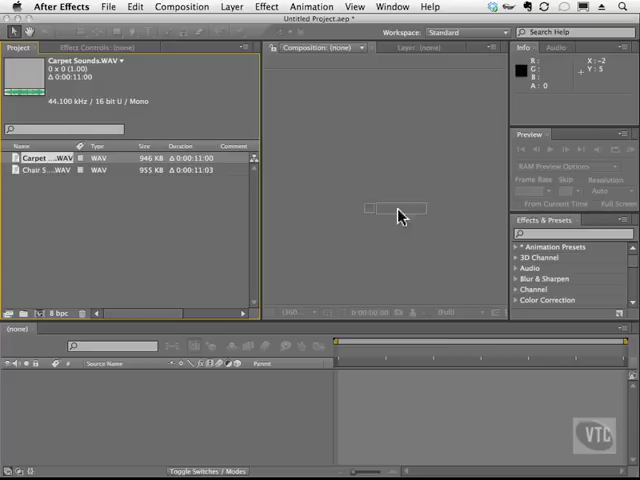 After Effects File Edit Composition Layer Effect Animation View Window Help
Untitled Project.aep *
Workspace: Standard Search Help
Project Effect Controls: (none) Composition: (none) Layer: (none) Info Audio
Carpet Sounds.WAV
0 x 0 (1.00)
Δ 0:00:11:00
44.100 kHz / 16 bit U / Mono
R:
G:
B:
A: 0
X: -2
Y: 5
Preview
RAM Preview Options
Frame Rate Skip Resolution
Auto
From Current Time Full Screen
Name Type Size Duration Comment
Carpet ....WAV WAV 946 KB Δ 0:00:11:00
Chair S....WAV WAV 955 KB Δ 0:00:11:03
Effects & Presets
* Animation Presets
3D Channel
Audio
Blur & Sharpen
Channel
Color Correction
8 bpc
0:00:00:00 (Full)
(none)
# Source Name Parent
VTC
Toggle Switches / Modes